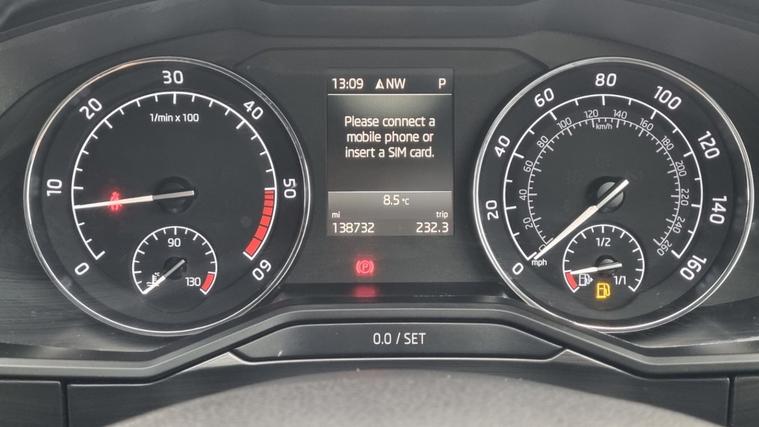 13:09 NW P
Please connect a
mobile phone or
insert a SIM card.
8.5 °C
mi trip
138732 232.3
0 10 20 30 40 50 60
1/min x 100
90
130
0 20 40 60 80 100 120 140 160
mph
20 60 80 100 120 140 160 180 200 220 240 260
km/h
1/2
1/1
(P)
0.0 / SET